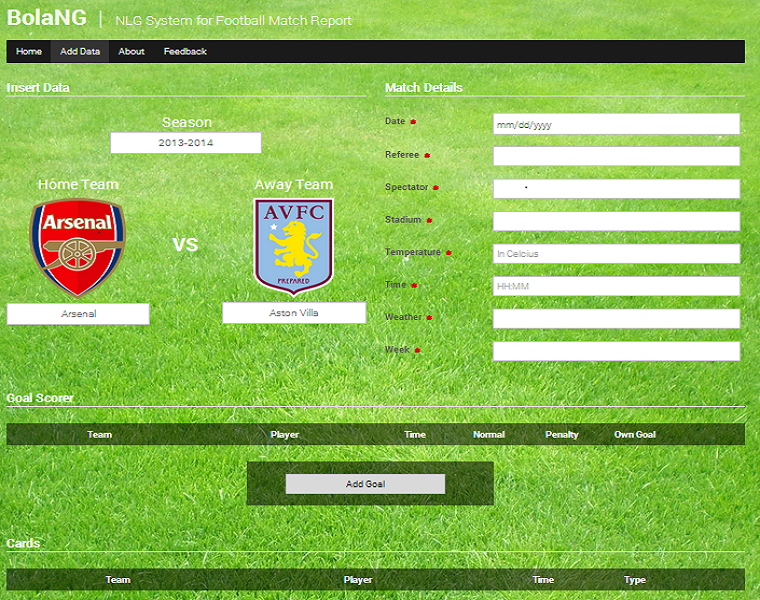 BolaNG | NLG System for Football Match Report
Home Add Data About Feedback
Insert Data
Season
2013-2014
Home Team Away Team
Arsenal
VS
AVFC
PREPARED
Arsenal
Aston Villa
Match Details
Date * mm/dd/yyyy
Referee *
Spectator *
Stadium *
Temperature * In Celcius
Time * HH:MM
Weather *
Week *
Goal Scorer
Team Player Time Normal Penalty Own Goal
Add Goal
Cards
Team Player Time Type